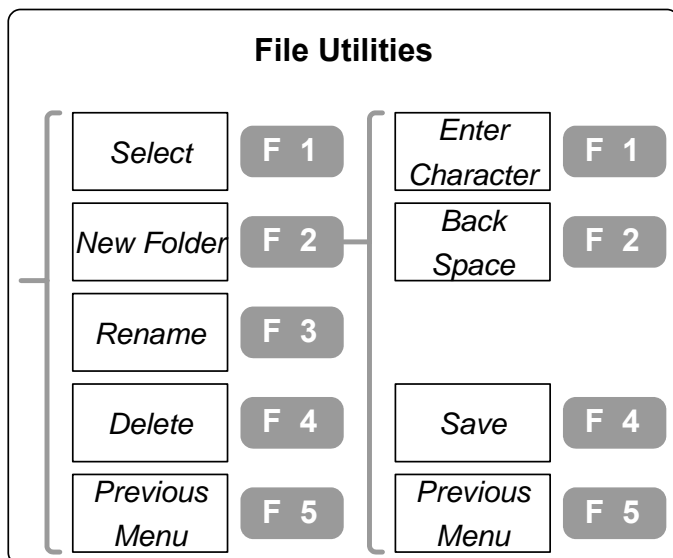 File Utilities
Select
F 1
Enter
Character
F 1
New Folder
F 2
Back
Space
F 2
Rename
F 3
Delete
F 4
Save
F 4
Previous
Menu
F 5
Previous
Menu
F 5